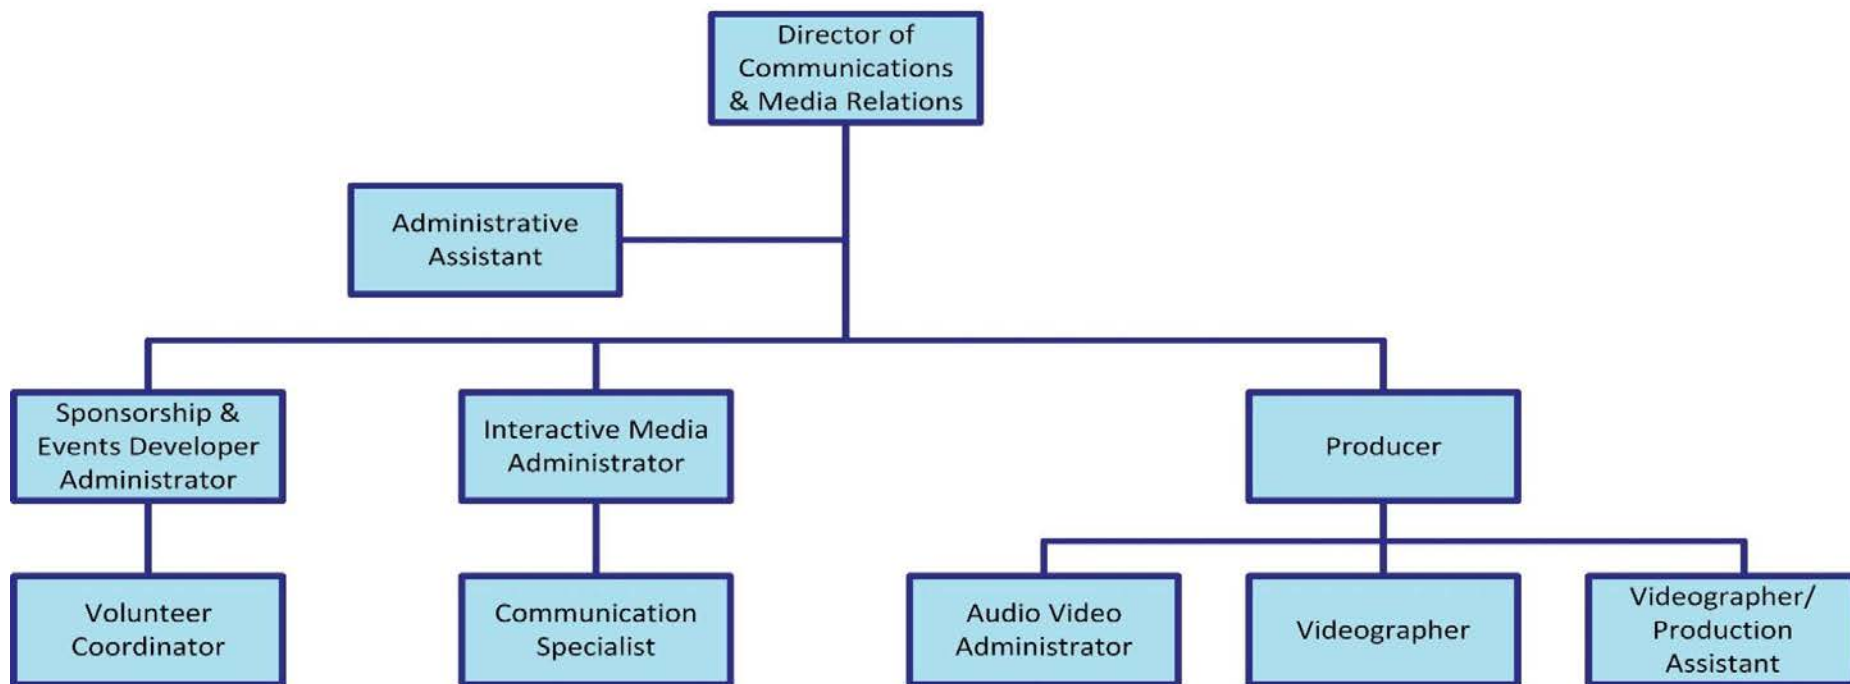 Director of
Communications
& Media Relations
Administrative
Assistant
Sponsorship &
Events Developer
Administrator
Interactive Media
Administrator
Producer
Volunteer
Coordinator
Communication
Specialist
Audio Video
Administrator
Videographer
Videographer/
Production
Assistant